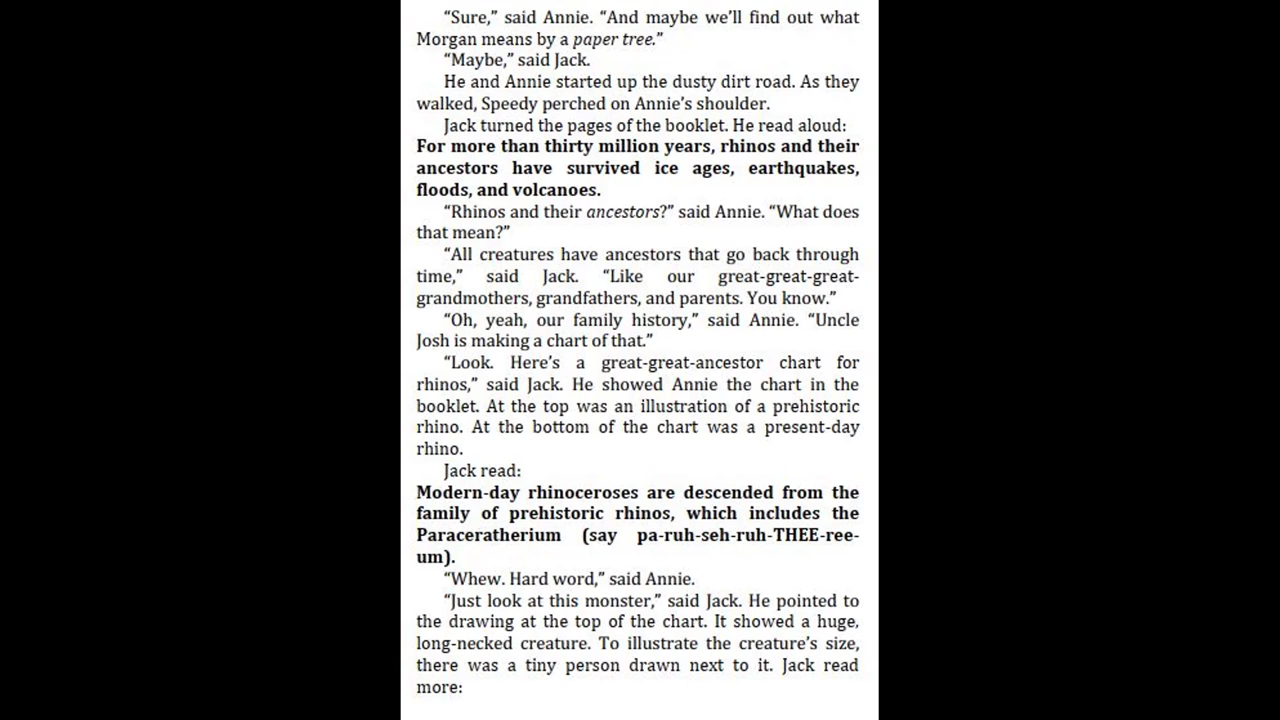 “Sure,” said Annie. “And maybe we’ll find out what
Morgan means by a paper tree.”
“Maybe,” said Jack.
He and Annie started up the dusty dirt road. As they
walked, Speedy perched on Annie’s shoulder.
Jack turned the pages of the booklet. He read aloud:
For more than thirty million years, rhinos and their
ancestors have survived ice ages, earthquakes,
floods, and volcanoes.
“Rhinos and their ancestors?” said Annie. “What does
that mean?”
“All creatures have ancestors that go back through
time,” said Jack. “Like our great-great-great-
grandmothers, grandfathers, and parents. You know.”
“Oh, yeah, our family history,” said Annie. “Uncle
Josh is making a chart of that.”
“Look. Here’s a great-great-ancestor chart for
rhinos,” said Jack. He showed Annie the chart in the
booklet. At the top was an illustration of a prehistoric
rhino. At the bottom of the chart was a present-day
rhino.
Jack read:
Modern-day rhinoceroses are descended from the
family of prehistoric rhinos, which includes the
Paraceratherium (say pa-ruh-seh-ruh-THEE-ree-
um).
“Whew. Hard word,” said Annie.
“Just look at this monster,” said Jack. He pointed to
the drawing at the top of the chart. It showed a huge,
long-necked creature. To illustrate the creature’s size,
there was a tiny person drawn next to it. Jack read
more: